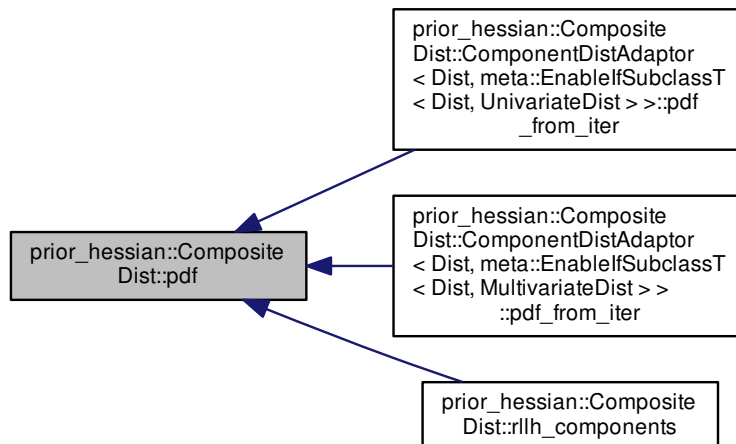 prior_hessian::Composite
Dist::ComponentDistAdaptor
< Dist, meta::EnableIfSubclassT
< Dist, UnivariateDist > >::pdf
_from_iter
prior_hessian::Composite
Dist::pdf
prior_hessian::Composite
Dist::ComponentDistAdaptor
< Dist, meta::EnableIfSubclassT
< Dist, MultivariateDist > >
::pdf_from_iter
prior_hessian::Composite
Dist::rllh_components